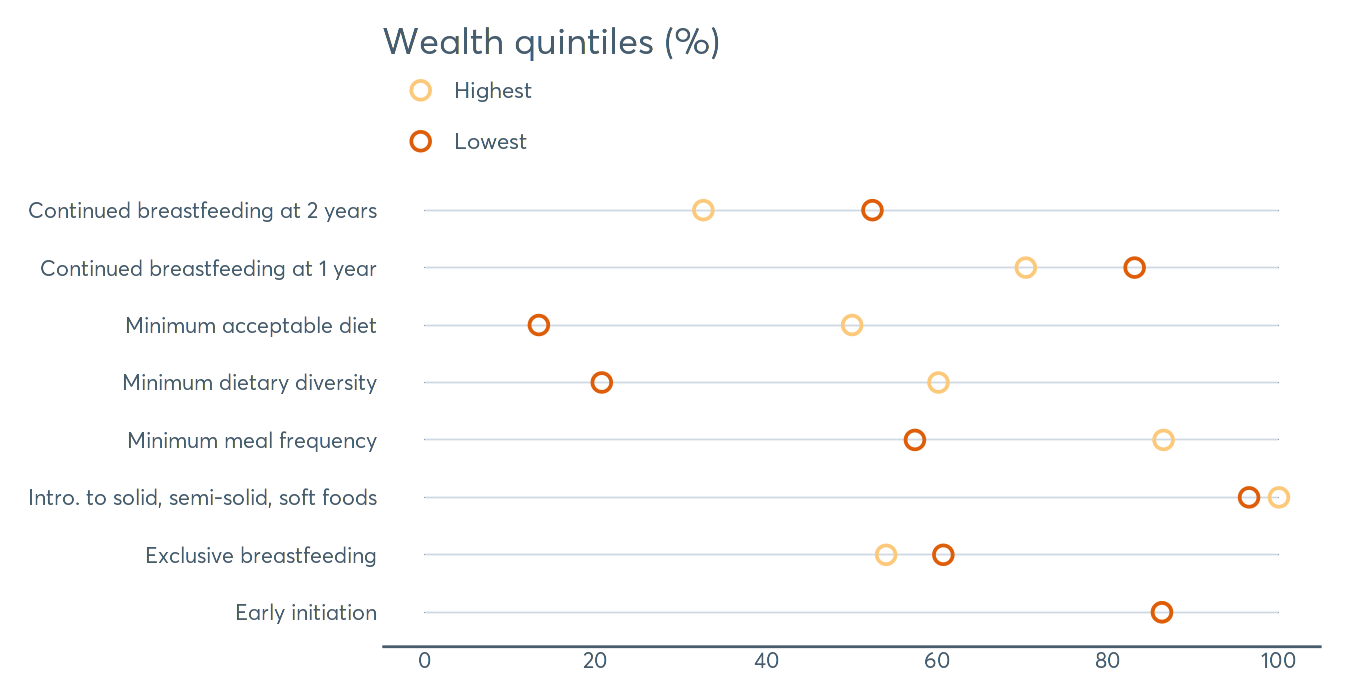 Wealth quintiles (%)
Highest
Lowest
Continued breastfeeding at 2 years
Continued breastfeeding at 1 year
Minimum acceptable diet
Minimum dietary diversity
Minimum meal frequency
Intro. to solid, semi-solid, soft foods
Exclusive breastfeeding
Early initiation
0 20 40 60 80 100